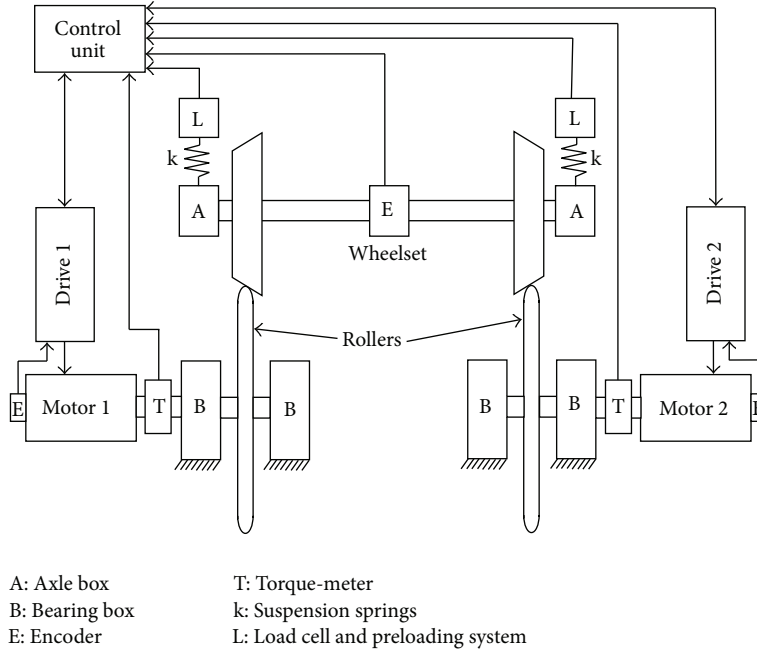 Control
unit
L
L
k
k
A
E
A
Wheelset
Drive 1
Drive 2
Rollers
E
Motor 1
T
B
B
B
B
T
Motor 2
A: Axle box
B: Bearing box
E: Encoder
T: Torque-meter
k: Suspension springs
L: Load cell and preloading system